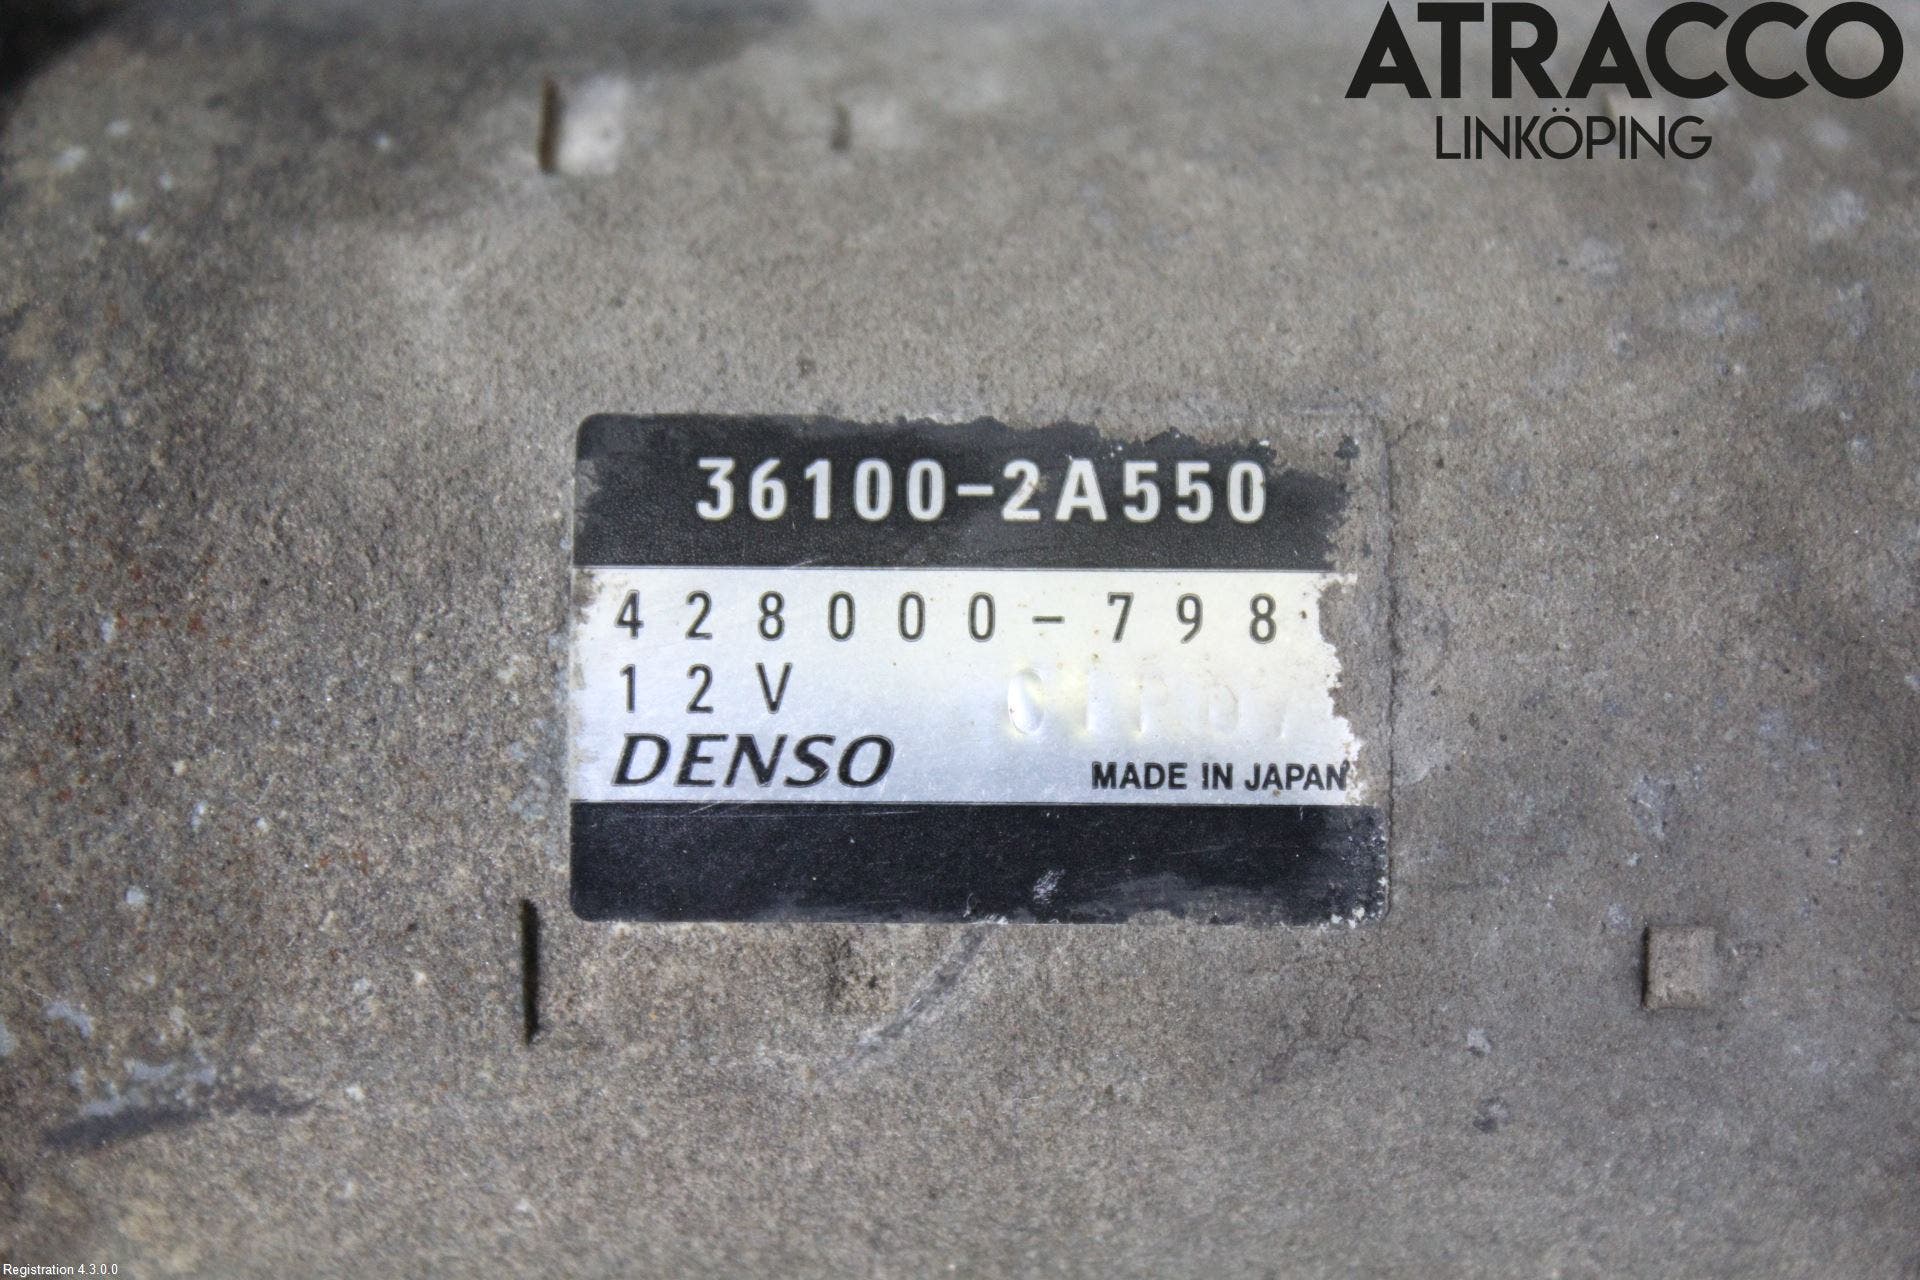 ATRACCO
LINKÖPING
36100-2A550
428000-798
12V
DENSO
MADE IN JAPAN
Registration 4.3.0.0